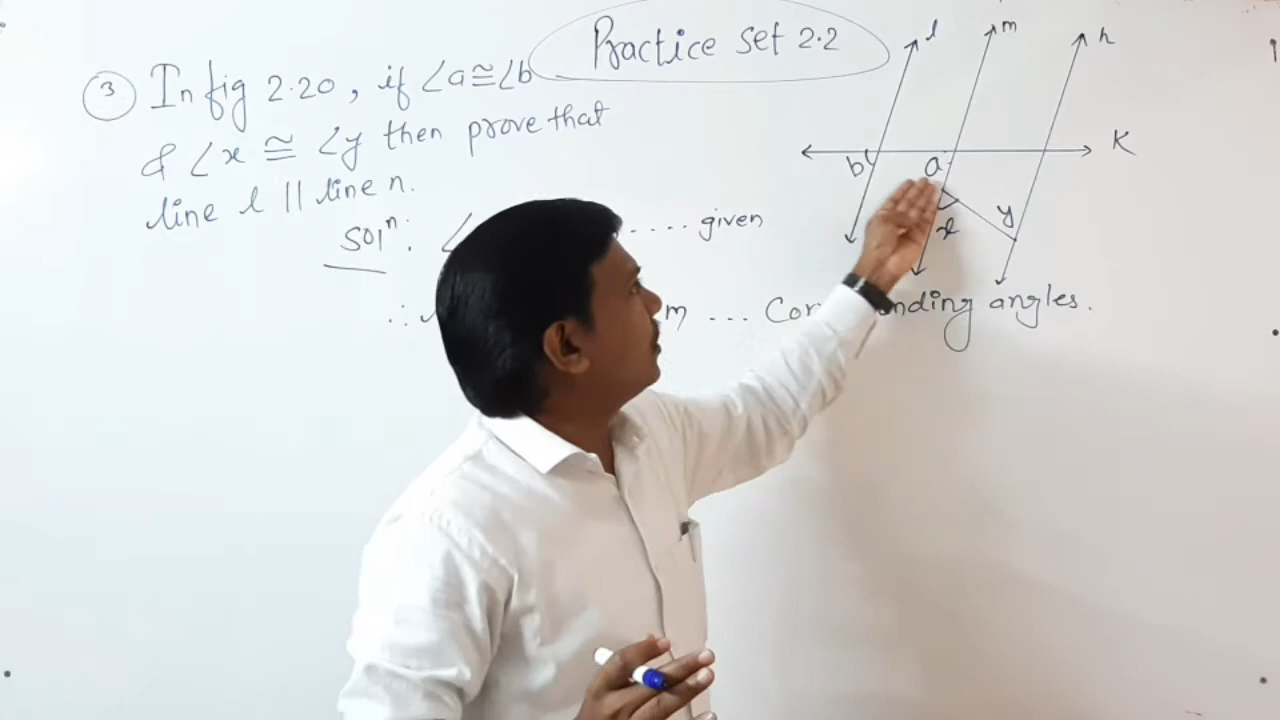 Practice set 2.2
③ In fig 2.20, if ∠a≅∠b
& ∠x ≅ ∠y then prove that
line l || line n.
Solⁿ: ∠ .... given
∴ m ... Cor nding angles.
l
m
n
K
b
a
x
y